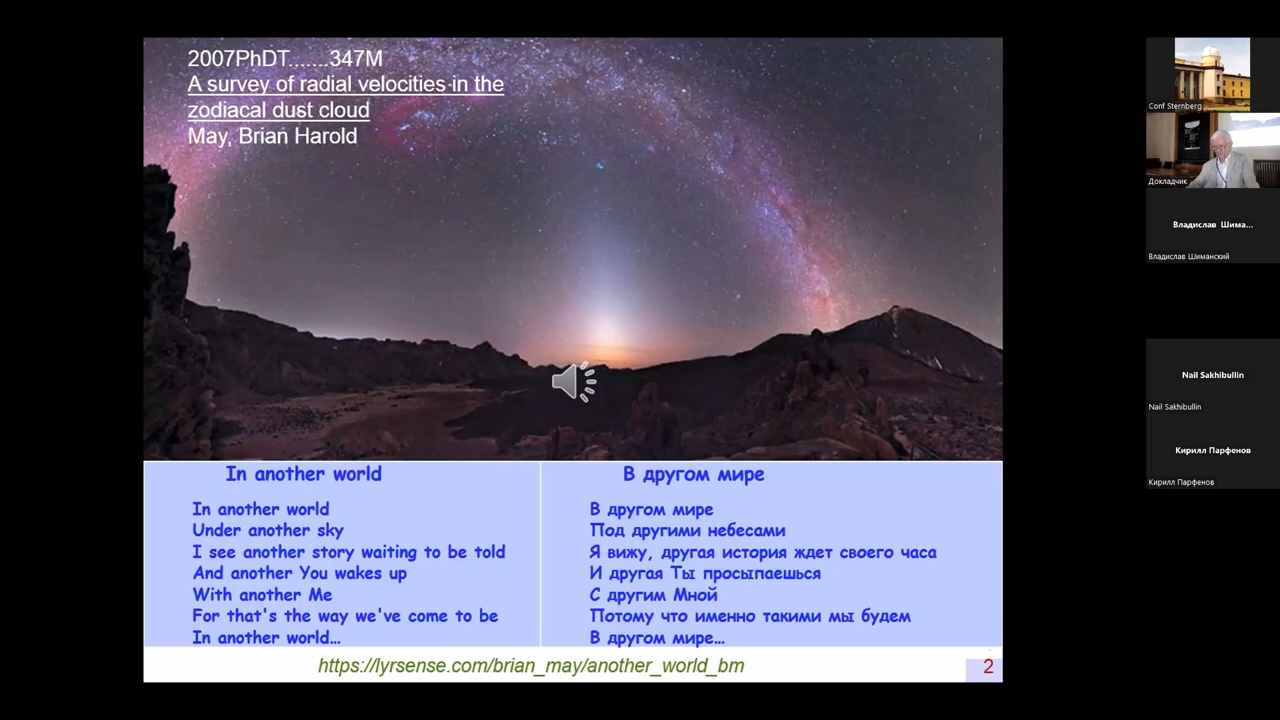 2007PhDT.......347M
A survey of radial velocities in the
zodiacal dust cloud
May, Brian Harold
In another world
In another world
Under another sky
I see another story waiting to be told
And another You wakes up
With another Me
For that's the way we've come to be
In another world...
В другом мире
В другом мире
Под другими небесами
Я вижу, другая история ждет своего часа
И другая Ты просыпаешься
С другим Мной
Потому что именно такими мы будем
В другом мире...
https://lyrsense.com/brian_may/another_world_bm
2
Conf Sternberg
Докладчик
Владислав Шима...
Владислав Шиманский
Nail Sakhibullin
Nail Sakhibullin
Кирилл Парфенов
Кирилл Парфенов